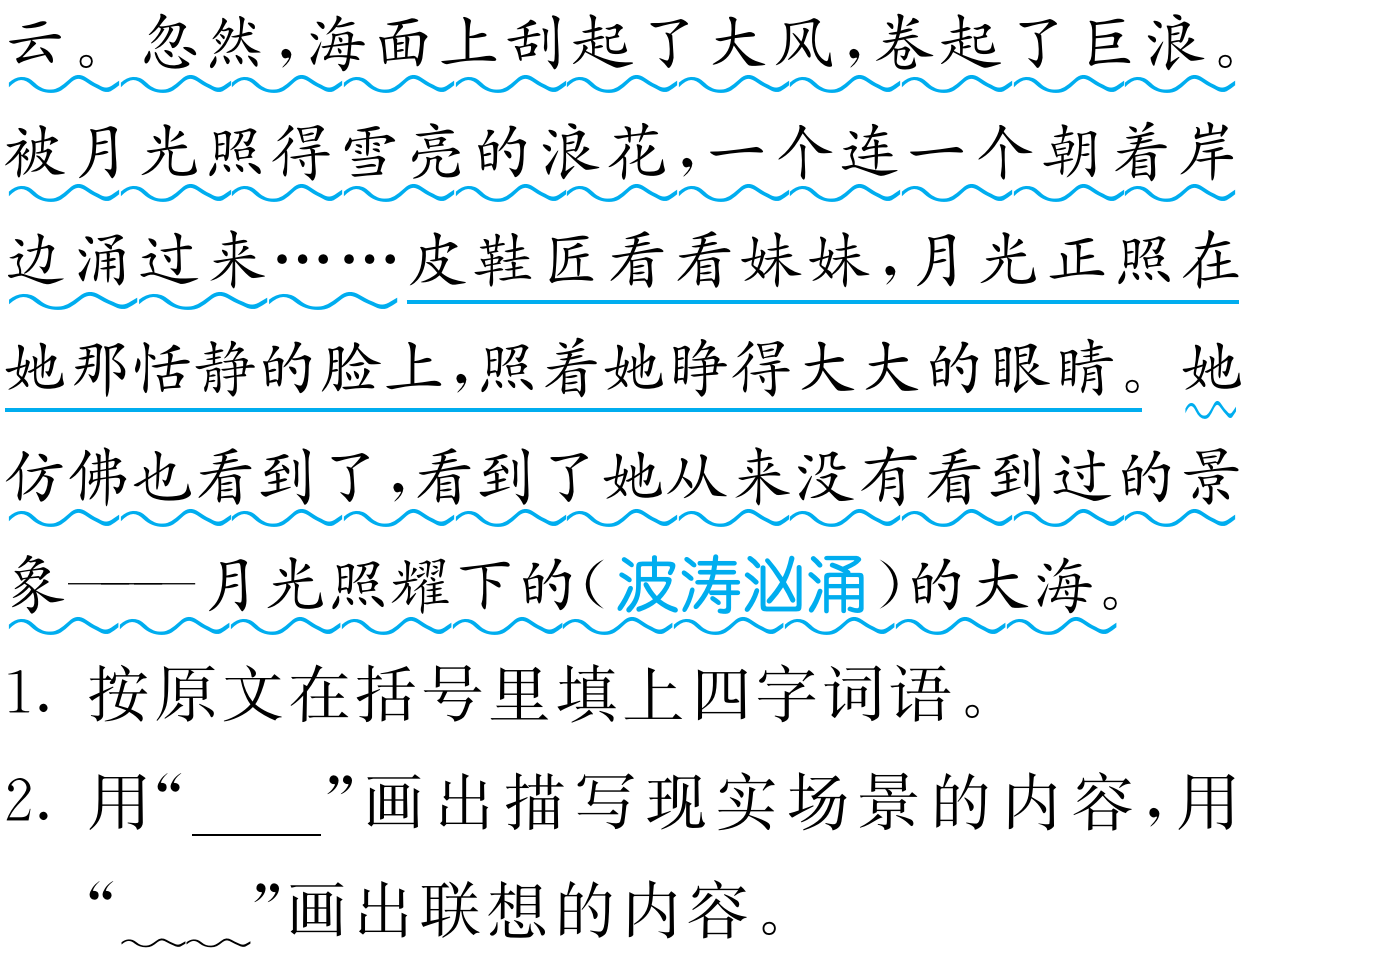 云。忽然,海面上刮起了大风,卷起了巨浪。
被月光照得雪亮的浪花,一个连一个朝着岸
边涌过来……皮鞋匠看看妹妹,月光正照在
她那恬静的脸上,照着她睁得大大的眼睛。她
仿佛也看到了,看到了她从来没有看到过的景
象——月光照耀下的(波涛汹涌)的大海。
1. 按原文在括号里填上四字词语。
2. 用“____”画出描写现实场景的内容,用
“﹏﹏”画出联想的内容。